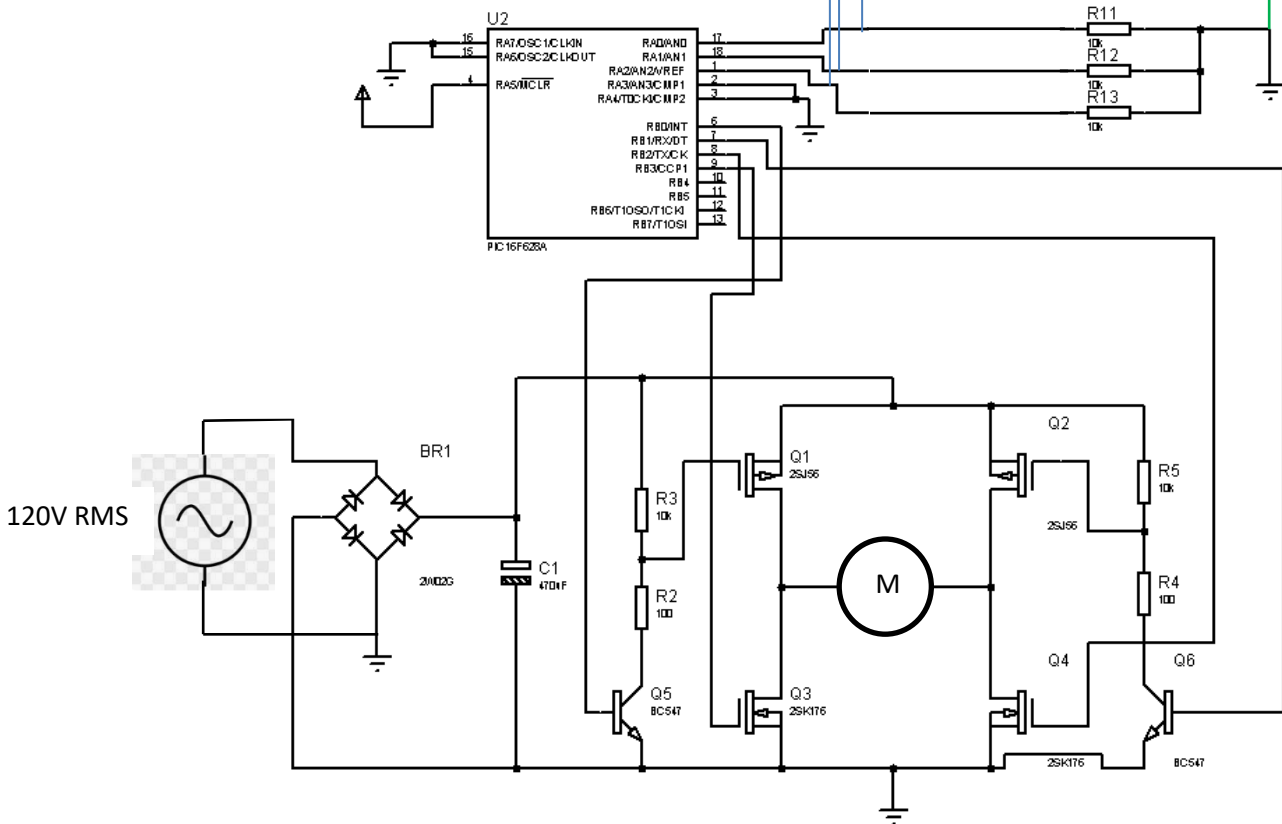 U2
16 RA7/OSC1/CLKIN RA0/AN0 17
15 RA6/OSC2/CLKOUT RA1/AN1 18
RA2/AN2/VREF 1
4 RA5/MCLR RA3/AN3/CMP1 2
RA4/T0CKI/CMP2 3
RB0/INT 6
RB1/RX/DT 7
RB2/TX/CK 8
RB3/CCP1 9
RB4 10
RB5 11
RB6/T1OSO/T1CKI 12
RB7/T1OSI 13
PIC16F628A
R11
10k
R12
10k
R13
10k
120V RMS
BR1
2W02G
C1
R3
10k
R2
100
Q5
BC547
Q1
2SJ56
Q3
2SK176
M
Q2
2SJ56
Q4
2SK176
R5
10k
R4
100
Q6
BC547